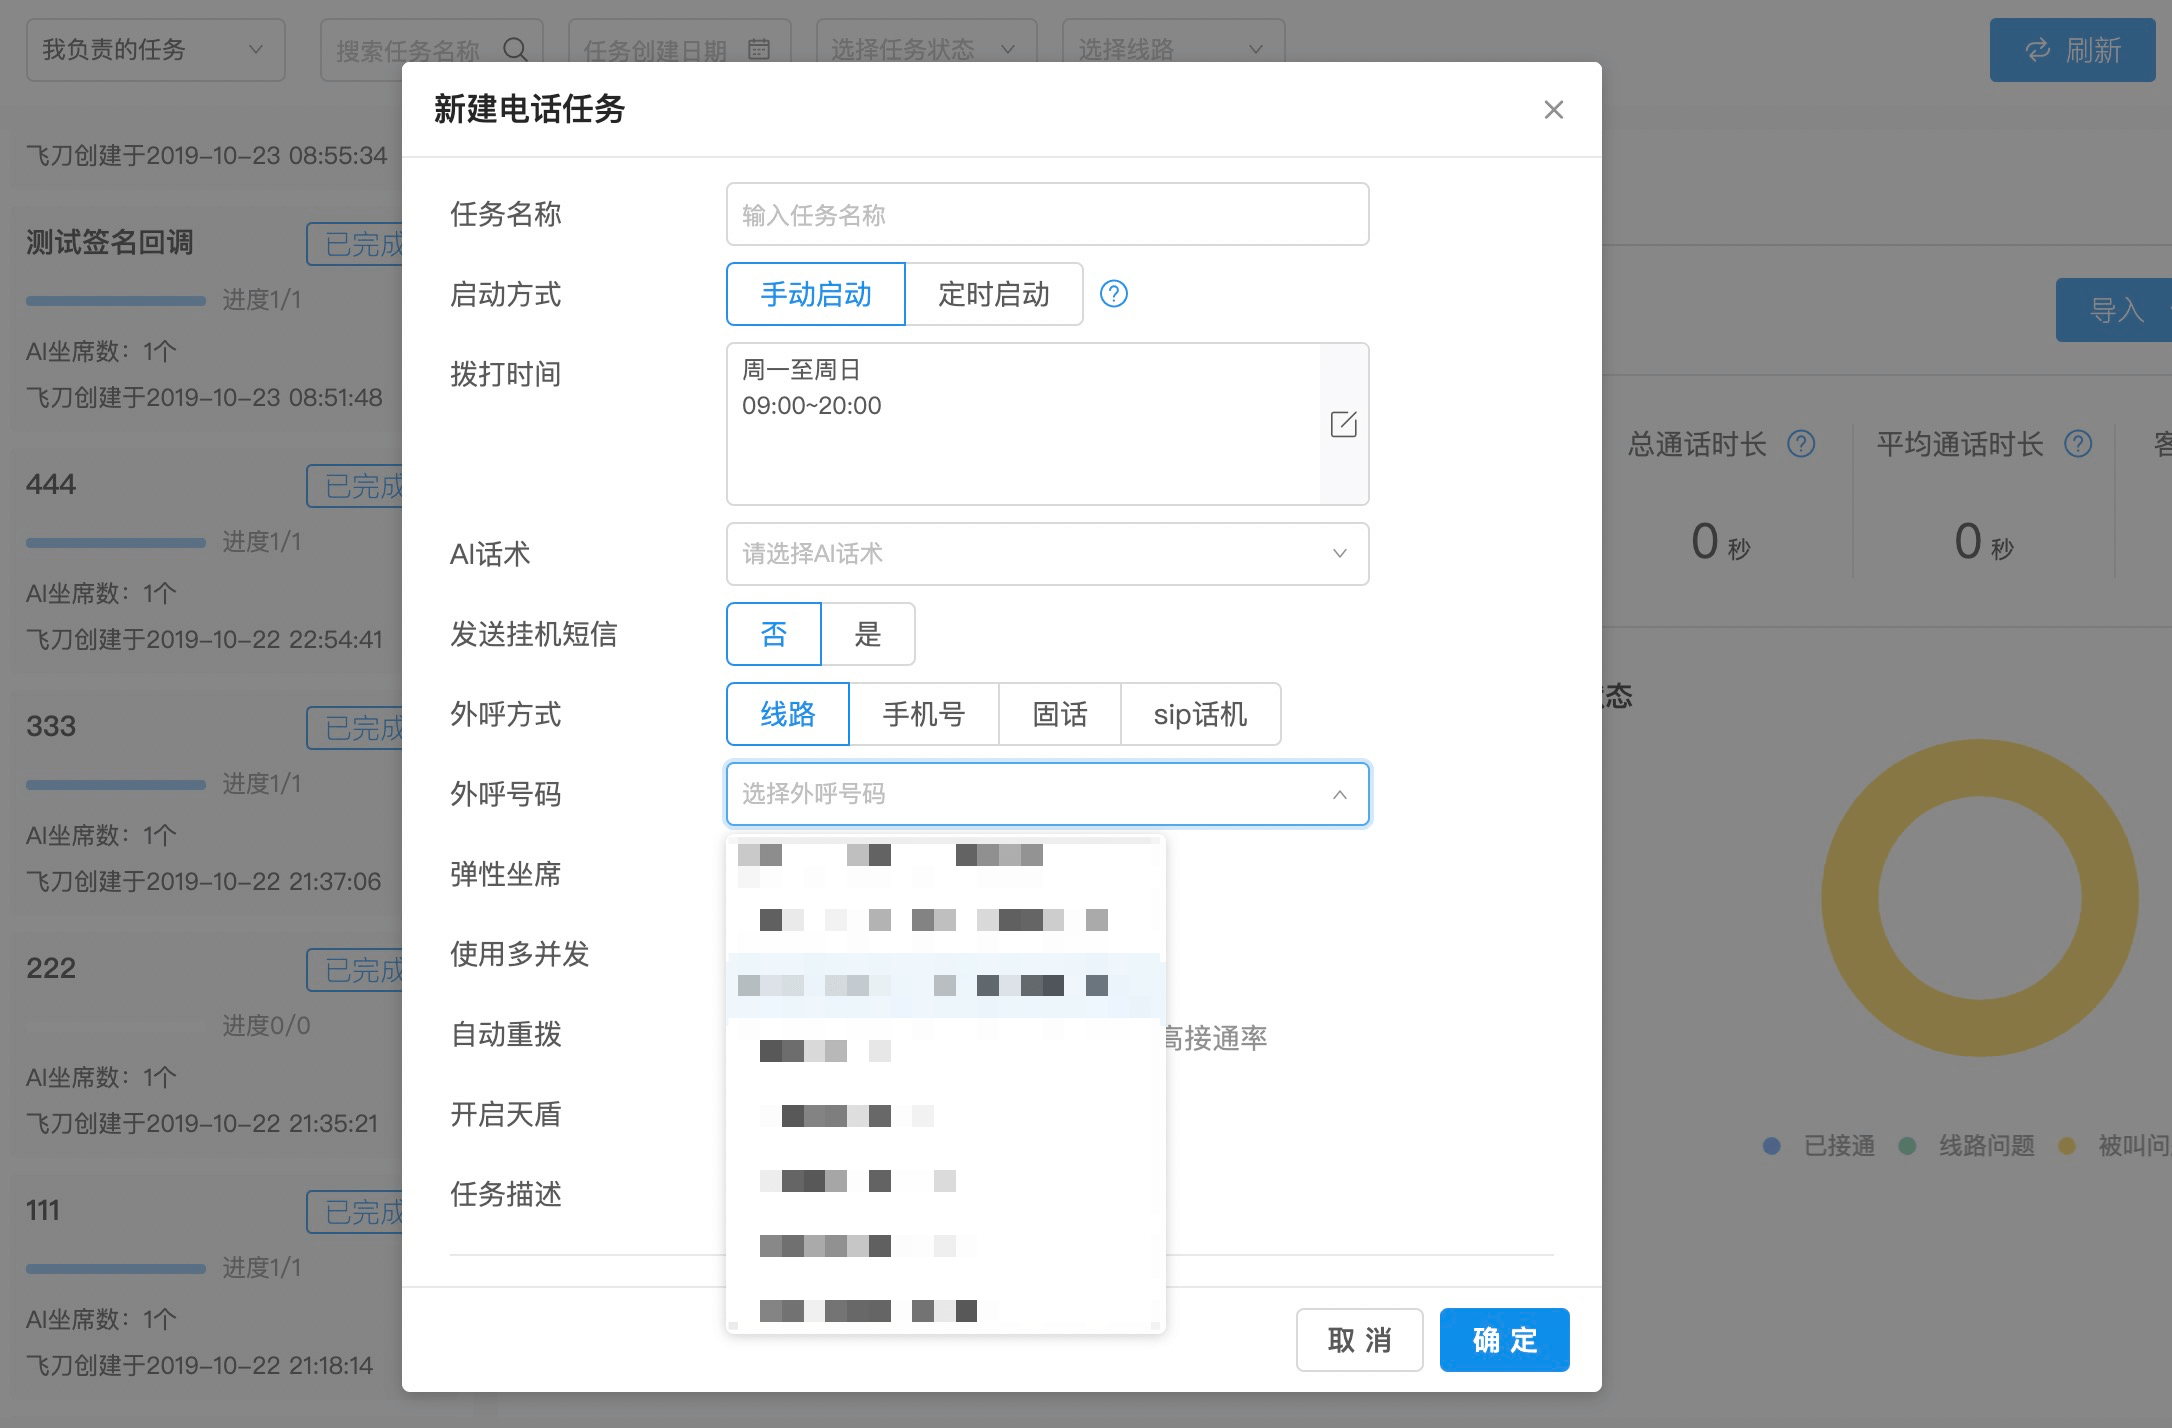 我负责的任务
搜索任务名称
任务创建日期
选择任务状态
选择线路
刷新
飞刀创建于2019-10-23 08:55:34
测试签名回调
已完成
进度1/1
AI坐席数：1个
飞刀创建于2019-10-23 08:51:48
444
已完成
进度1/1
AI坐席数：1个
飞刀创建于2019-10-22 22:54:41
333
已完成
进度1/1
AI坐席数：1个
飞刀创建于2019-10-22 21:37:06
222
已完成
进度0/0
AI坐席数：1个
飞刀创建于2019-10-22 21:35:21
111
已完成
进度1/1
AI坐席数：1个
飞刀创建于2019-10-22 21:18:14
新建电话任务
任务名称
输入任务名称
启动方式
手动启动
定时启动
拨打时间
周一至周日
09:00~20:00
AI话术
请选择AI话术
发送挂机短信
否
是
外呼方式
线路
手机号
固话
sip话机
外呼号码
选择外呼号码
弹性坐席
使用多并发
自动重拨
高接通率
开启天盾
任务描述
取 消
确 定
导入
总通话时长
平均通话时长
客
0 秒
0 秒
态
已接通
线路问题
被叫问